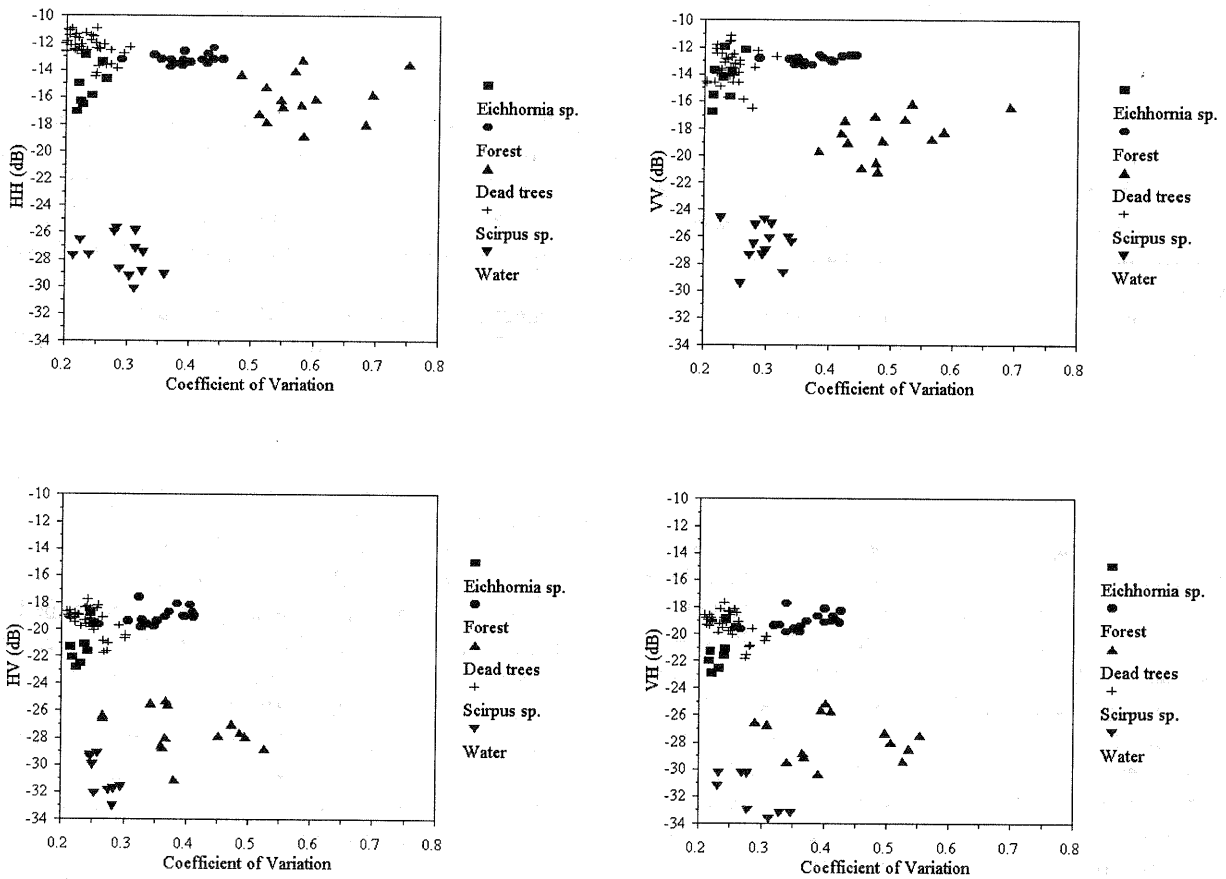 -10
-12
-14
-16
-18
-20
-22
-24
-26
-28
-30
-32
-34
HH (dB)
0.2 0.3 0.4 0.5 0.6 0.7 0.8
Coefficient of Variation
Eichhornia sp.
Forest
Dead trees
Scirpus sp.
Water
-10
-12
-14
-16
-18
-20
-22
-24
-26
-28
-30
-32
-34
VV (dB)
0.2 0.3 0.4 0.5 0.6 0.7 0.8
Coefficient of Variation
Eichhornia sp.
Forest
Dead trees
Scirpus sp.
Water
-10
-12
-14
-16
-18
-20
-22
-24
-26
-28
-30
-32
-34
HV (dB)
0.2 0.3 0.4 0.5 0.6 0.7 0.8
Coefficient of Variation
Eichhornia sp.
Forest
Dead trees
Scirpus sp.
Water
-10
-12
-14
-16
-18
-20
-22
-24
-26
-28
-30
-32
-34
VH (dB)
0.2 0.3 0.4 0.5 0.6 0.7 0.8
Coefficient of Variation
Eichhornia sp.
Forest
Dead trees
Scirpus sp.
Water